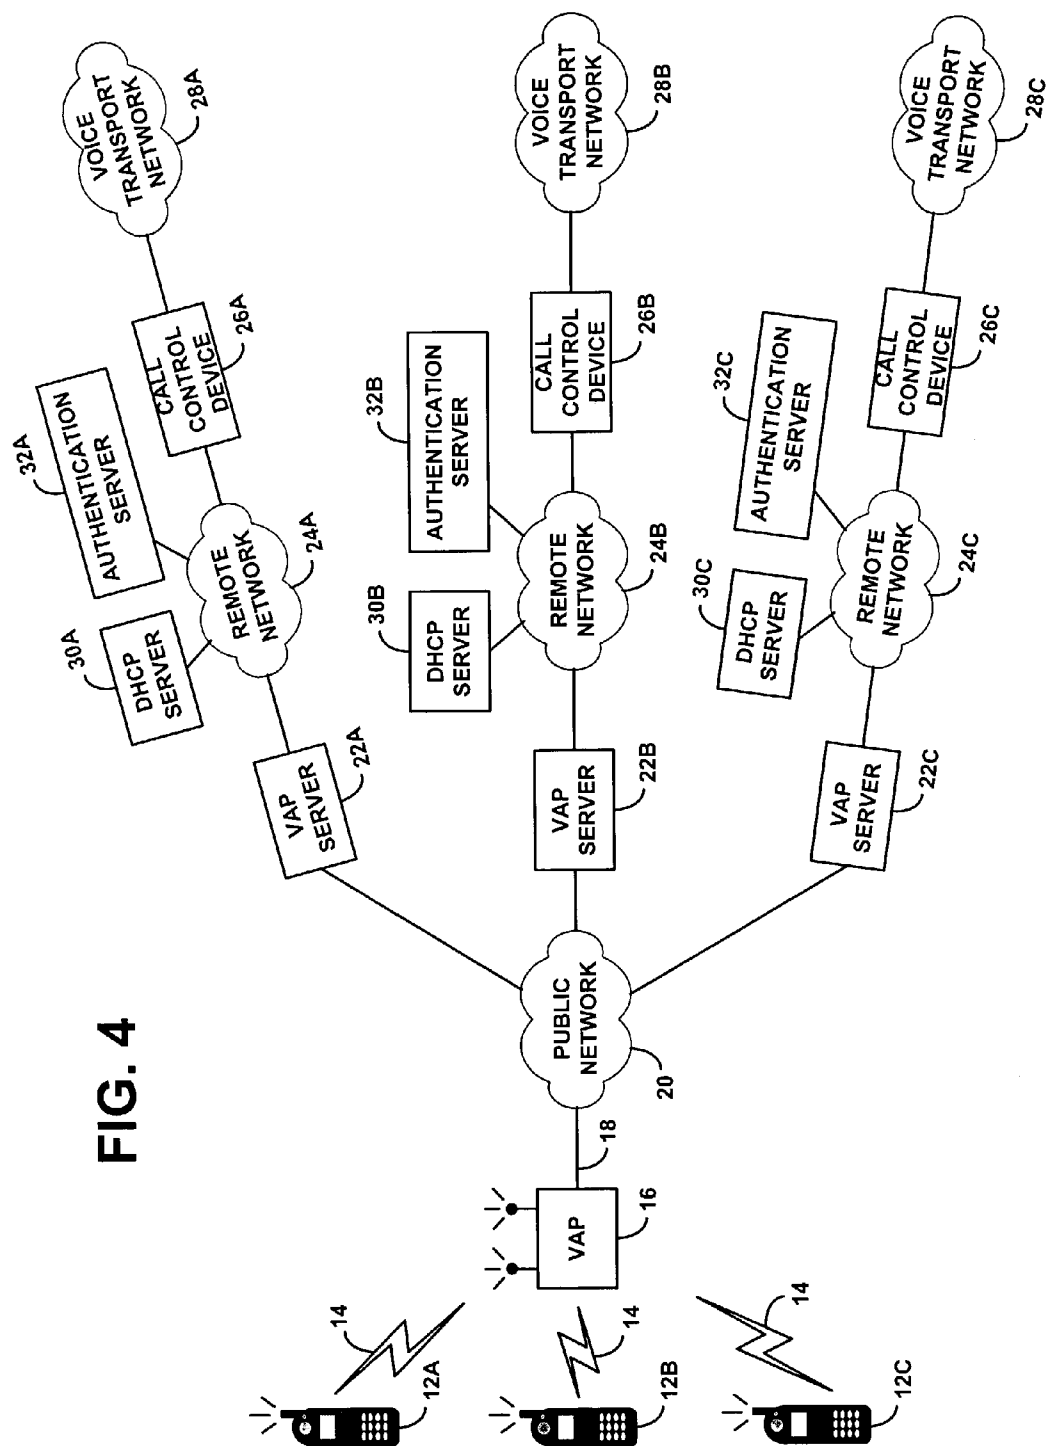 FIG. 4
12A
12B
12C
14
14
14
VAP
16
18
PUBLIC
NETWORK
20
VAP
SERVER
22A
DHCP
SERVER
30A
REMOTE
NETWORK
24A
AUTHENTICATION
SERVER
32A
CALL
CONTROL
DEVICE
26A
VOICE
TRANSPORT
NETWORK
28A
VAP
SERVER
22B
DHCP
SERVER
30B
REMOTE
NETWORK
24B
AUTHENTICATION
SERVER
32B
CALL
CONTROL
DEVICE
26B
VOICE
TRANSPORT
NETWORK
28B
VAP
SERVER
22C
DHCP
SERVER
30C
REMOTE
NETWORK
24C
AUTHENTICATION
SERVER
32C
CALL
CONTROL
DEVICE
26C
VOICE
TRANSPORT
NETWORK
28C